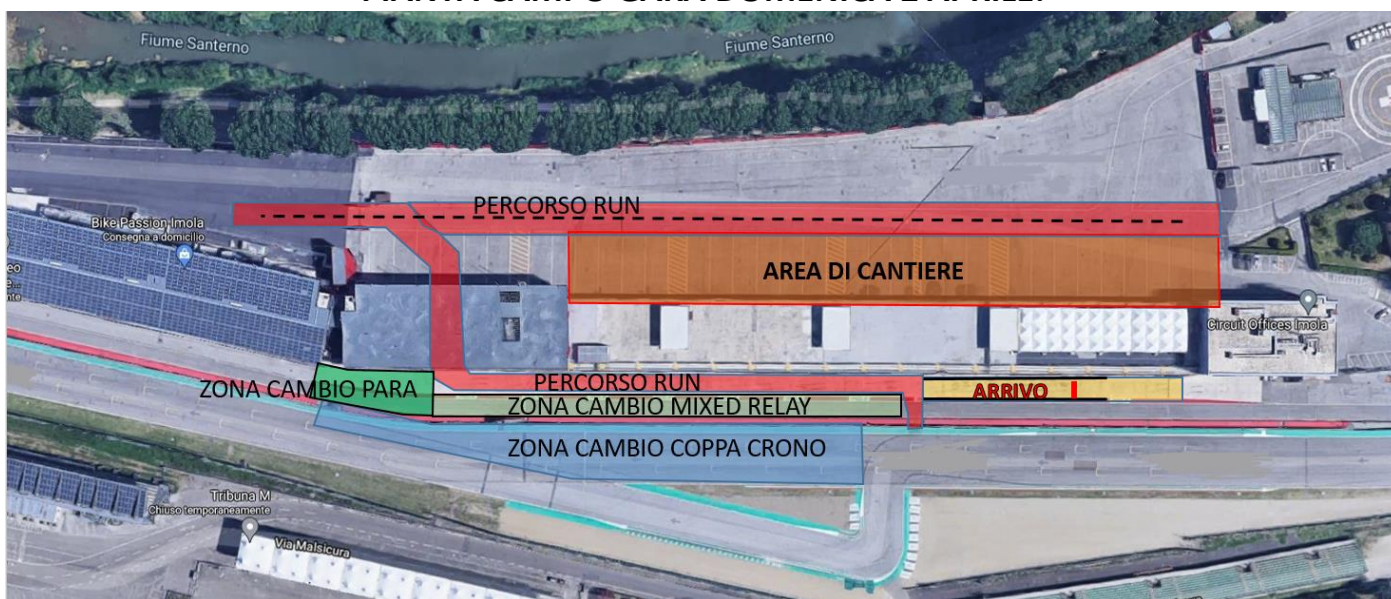 Fiume Santerno
Fiume Santerno
PERCORSO RUN
Bike Passion Imola
Consegna a domicilio
AREA DI CANTIERE
Circuit Offices Imola
ZONA CAMBIO PARA
PERCORSO RUN
ARRIVO
ZONA CAMBIO MIXED RELAY
ZONA CAMBIO COPPA CRONO
Tribuna M
Chiuso temporaneamente
Via Malsicura